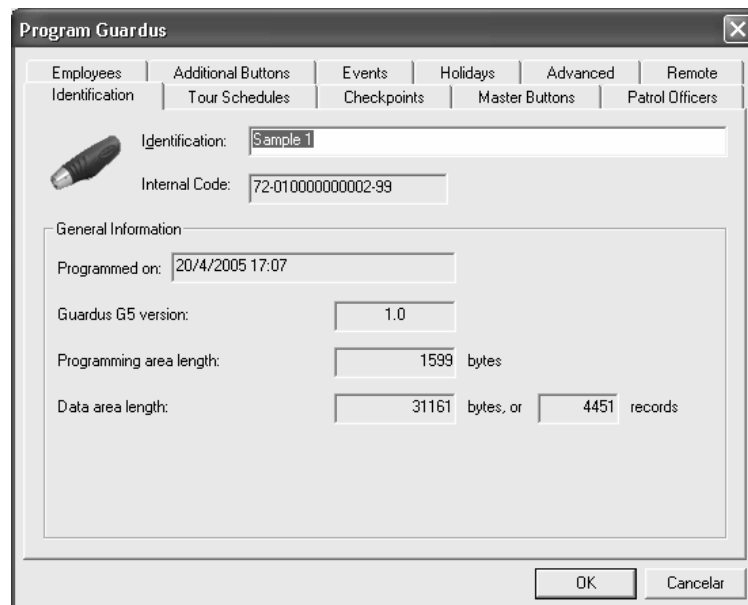 Program Guardus
Employees Additional Buttons Events Holidays Advanced Remote
Identification Tour Schedules Checkpoints Master Buttons Patrol Officers
Identification: Sample 1
Internal Code: 72-010000000002-99
General Information
Programmed on: 20/4/2005 17:07
Guardus G5 version: 1.0
Programming area length: 1599 bytes
Data area length: 31161 bytes, or 4451 records
OK Cancelar